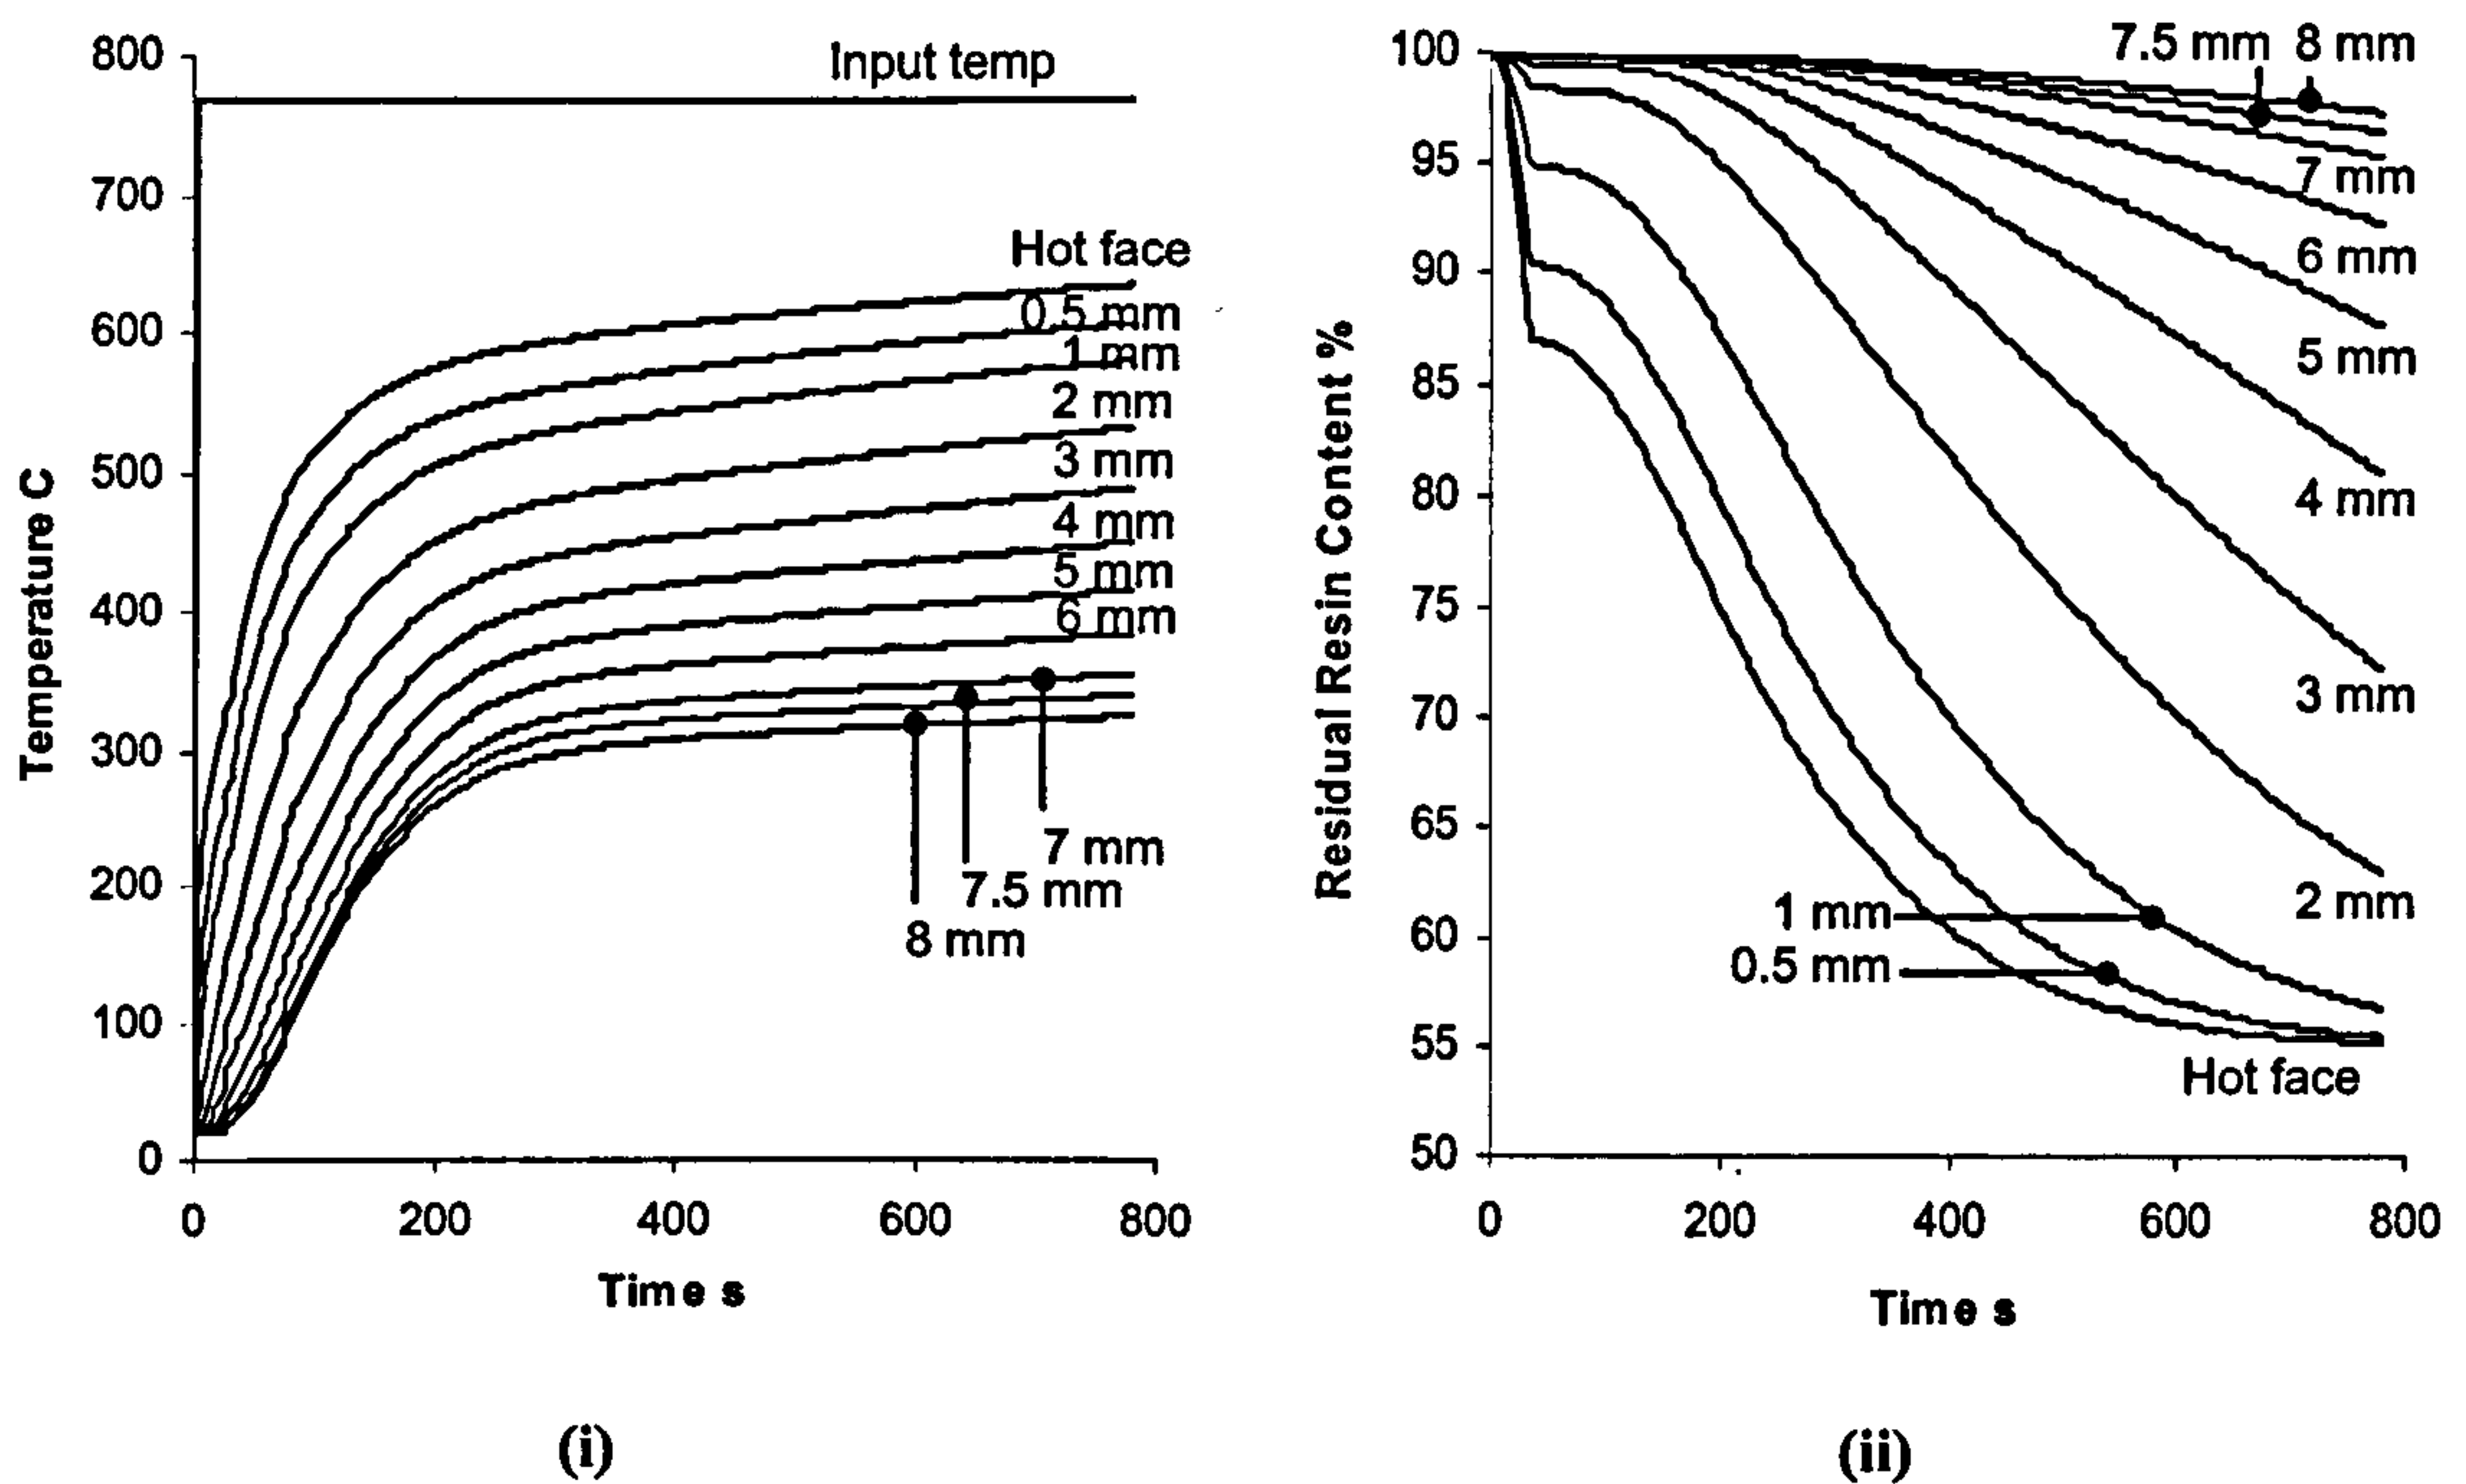 800
700
600
500
400
300
200
100
0
Temperature C
Input temp
Hot face
0.5 mm
1 mm
2 mm
3 mm
4 mm
5 mm
6 mm
7 mm
7.5 mm
8 mm
0 200 400 600 800
Time s
(i)
100
95
90
85
80
75
70
65
60
55
50
Residual Resin Content %
7.5 mm 8 mm
7 mm
6 mm
5 mm
4 mm
3 mm
2 mm
1 mm
0.5 mm
Hot face
0 200 400 600 800
Time s
(ii)